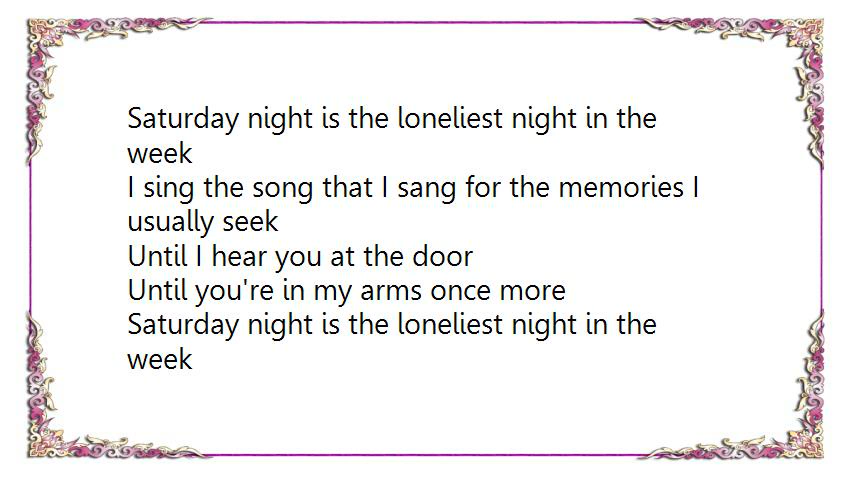 Saturday night is the loneliest night in the
week
I sing the song that I sang for the memories I
usually seek
Until I hear you at the door
Until you're in my arms once more
Saturday night is the loneliest night in the
week